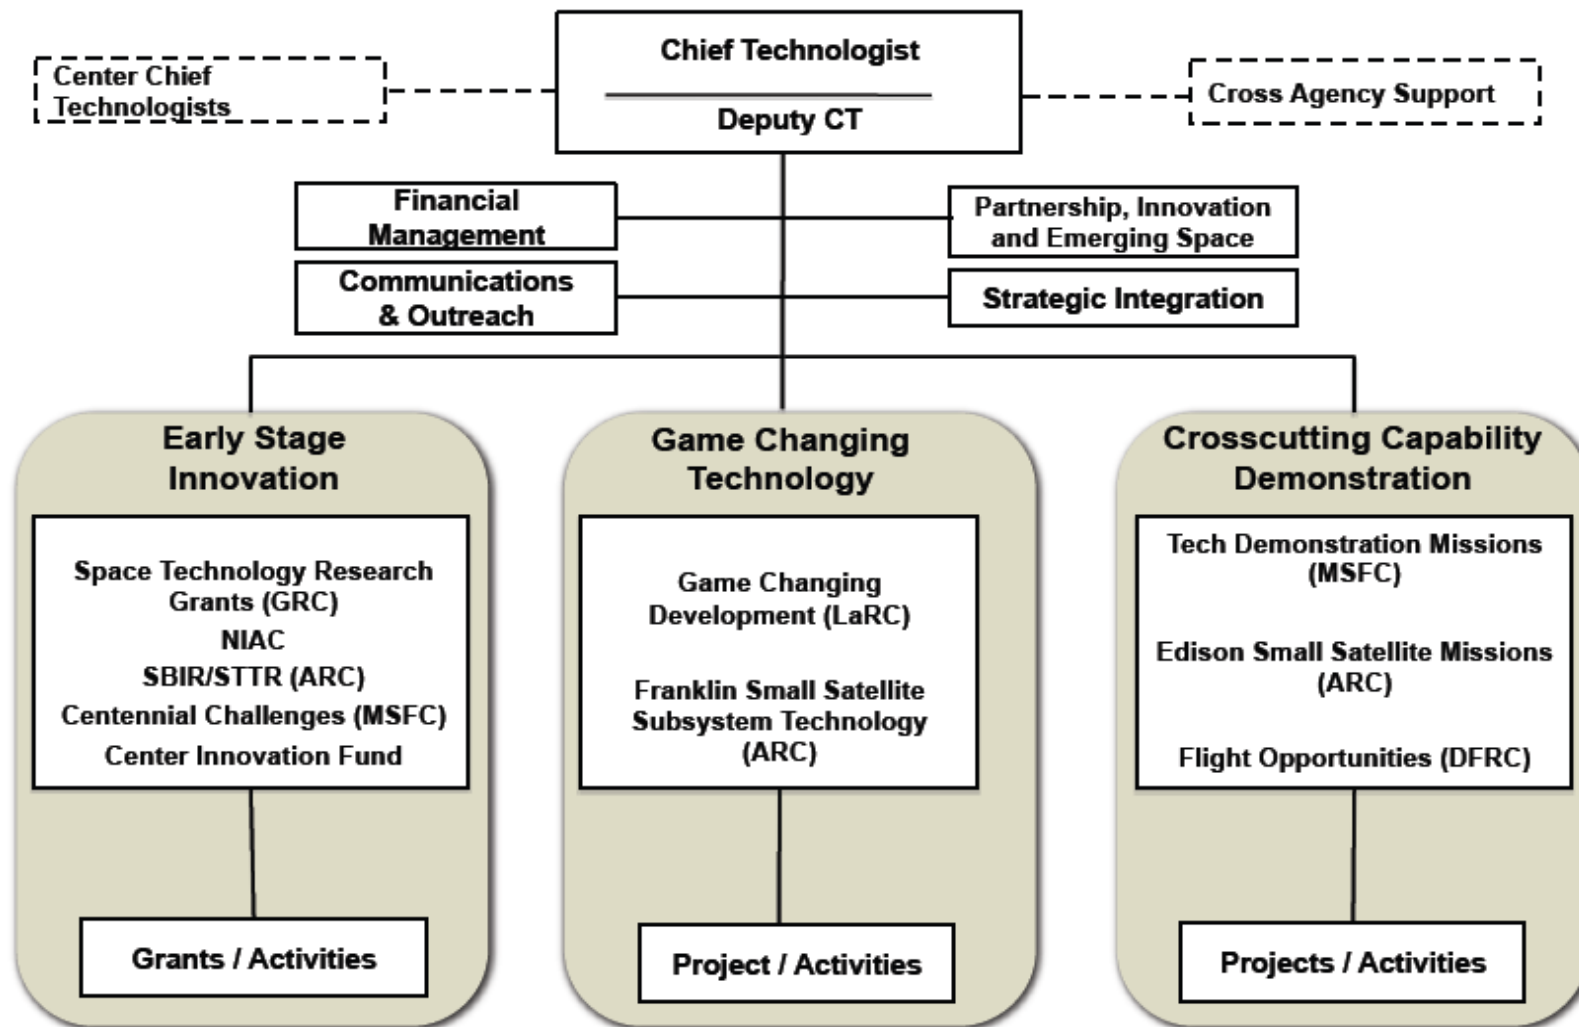 Chief Technologist
Deputy CT
Center Chief
Technologists
Cross Agency Support
Financial
Management
Partnership, Innovation
and Emerging Space
Communications
& Outreach
Strategic Integration
Early Stage
Innovation
Space Technology Research
Grants (GRC)
NIAC
SBIR/STTR (ARC)
Centennial Challenges (MSFC)
Center Innovation Fund
Grants / Activities
Game Changing
Technology
Game Changing
Development (LaRC)
Franklin Small Satellite
Subsystem Technology
(ARC)
Project / Activities
Crosscutting Capability
Demonstration
Tech Demonstration Missions
(MSFC)
Edison Small Satellite Missions
(ARC)
Flight Opportunities (DFRC)
Projects / Activities